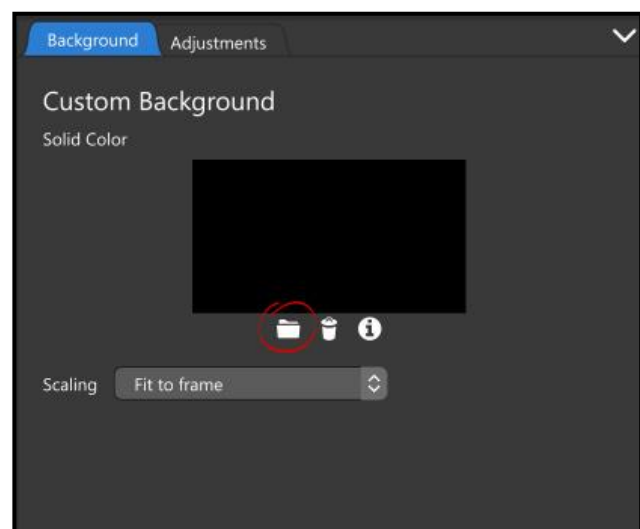 Background Adjustments
Custom Background
Solid Color
Scaling Fit to frame